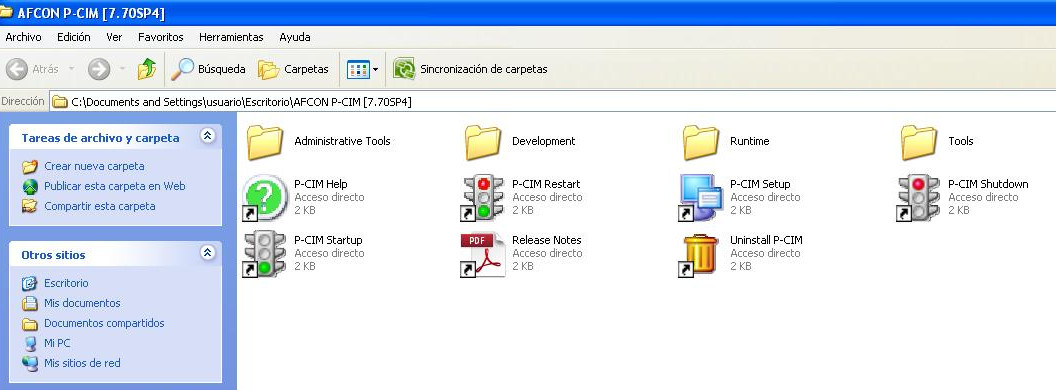 AFCON P-CIM [7.70SP4]
Archivo Edición Ver Favoritos Herramientas Ayuda
Atrás Búsqueda Carpetas Sincronización de carpetas
Dirección C:\Documents and Settings\usuario\Escritorio\AFCON P-CIM [7.70SP4]
Tareas de archivo y carpeta
Crear nueva carpeta
Publicar esta carpeta en Web
Compartir esta carpeta
Otros sitios
Escritorio
Mis documentos
Documentos compartidos
Mi PC
Mis sitios de red
Administrative Tools Development Runtime Tools
P-CIM Help P-CIM Restart P-CIM Setup P-CIM Shutdown
Acceso directo Acceso directo Acceso directo Acceso directo
2 KB 2 KB 2 KB 2 KB
P-CIM Startup PDF Release Notes Uninstall P-CIM
Acceso directo Acceso directo Acceso directo
2 KB 2 KB 2 KB